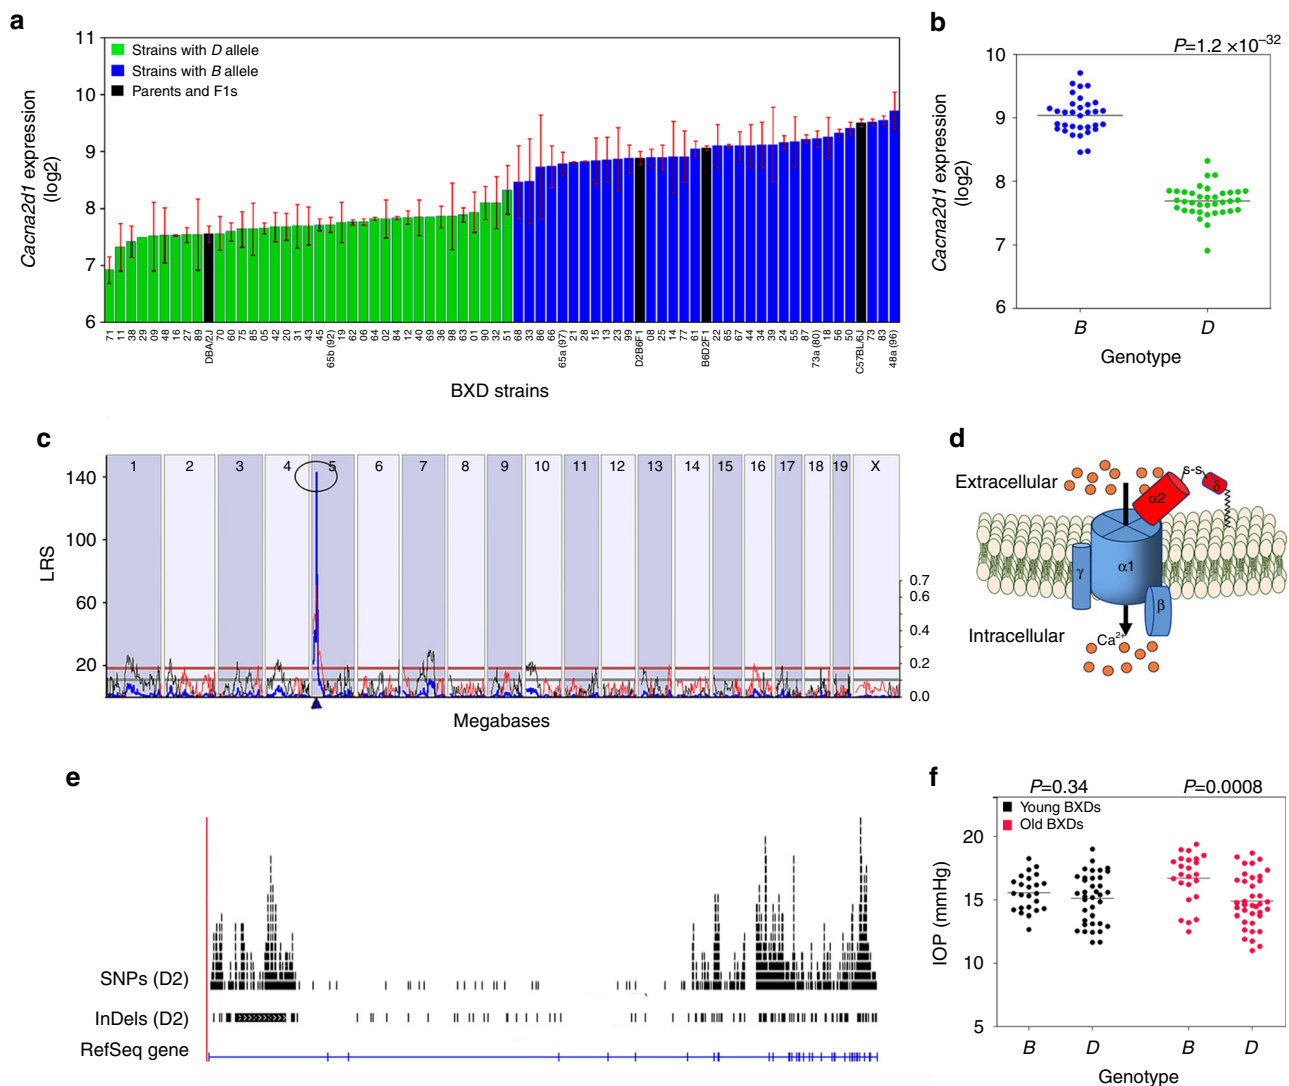 a
11
10
9
8
7
6
Cacna2d1 expression
(log2)
Strains with D allele
Strains with B allele
Parents and F1s
71 11 38 29 09 48 16 27 89 DBA/2J 70 60 75 85 05 42 20 31 43 45 65b (92) 19 62 06 64 02 84 12 40 69 36 98 63 01 90 32 51 68 33 86 66 65a (97) 21 28 15 13 23 99 D2B6F1 08 25 14 77 61 B6D2F1 22 65 67 44 34 39 24 55 87 73a (80) 18 56 50 C57BL/6J 73 83 48a (96)
BXD strains
b
P=1.2 ×10–32
10
9
8
7
6
Cacna2d1 expression
(log2)
B D
Genotype
c
1 2 3 4 5 6 7 8 9 10 11 12 13 14 15 16 17 18 19 X
140
100
60
20
LRS
0.7
0.6
0.4
0.2
0.0
Megabases
d
Extracellular
s-s
α2
δ
α1
γ
β
Intracellular
Ca2+
e
SNPs (D2)
InDels (D2)
RefSeq gene
f
P=0.34 P=0.0008
Young BXDs
Old BXDs
20
15
10
5
IOP (mmHg)
B D B D
Genotype